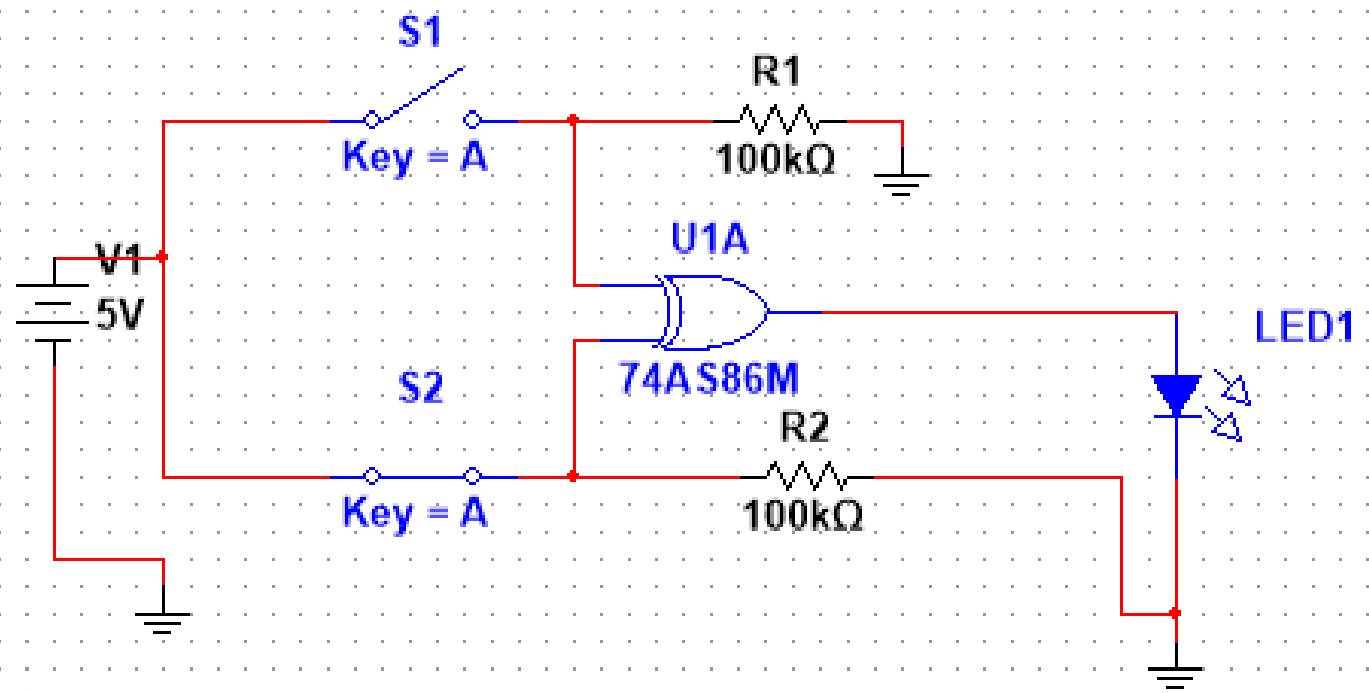 S1
Key = A
R1
100kΩ
V1
5V
U1A
74AS86M
LED1
S2
Key = A
R2
100kΩ